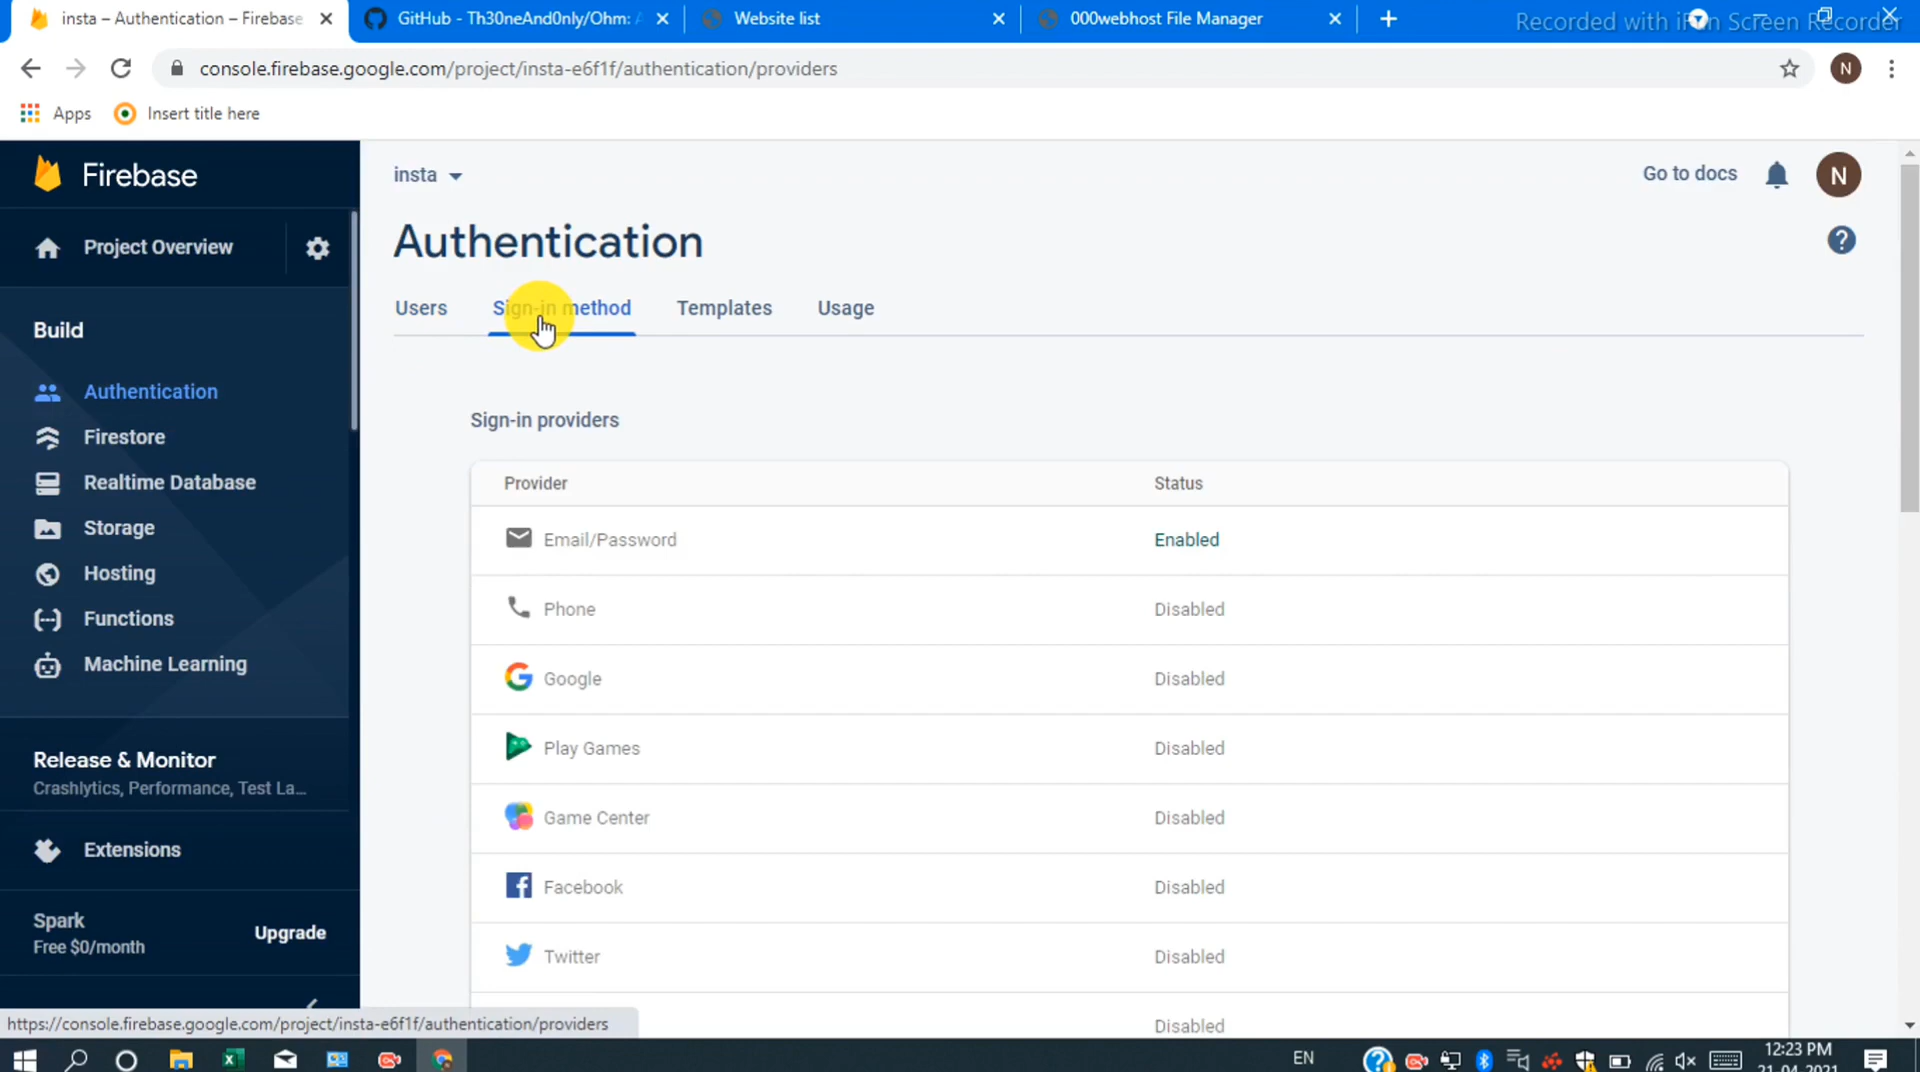 insta – Authentication – Firebase
GitHub - Th30neAnd0nly/Ohm: A
Website list
000webhost File Manager
Recorded with iFun Screen Recorder
console.firebase.google.com/project/insta-e6f1f/authentication/providers
N
Apps
Insert title here
Firebase
insta
Go to docs
N
Project Overview
Authentication
Users
Sign-in method
Templates
Usage
Build
Authentication
Firestore
Realtime Database
Storage
Hosting
Functions
Machine Learning
Sign-in providers
Provider
Status
Email/Password
Enabled
Phone
Disabled
Google
Disabled
Play Games
Disabled
Game Center
Disabled
Facebook
Disabled
Twitter
Disabled
Disabled
Release & Monitor
Crashlytics, Performance, Test La...
Extensions
Spark
Free $0/month
Upgrade
https://console.firebase.google.com/project/insta-e6f1f/authentication/providers
EN
12:23 PM
21-04-2021